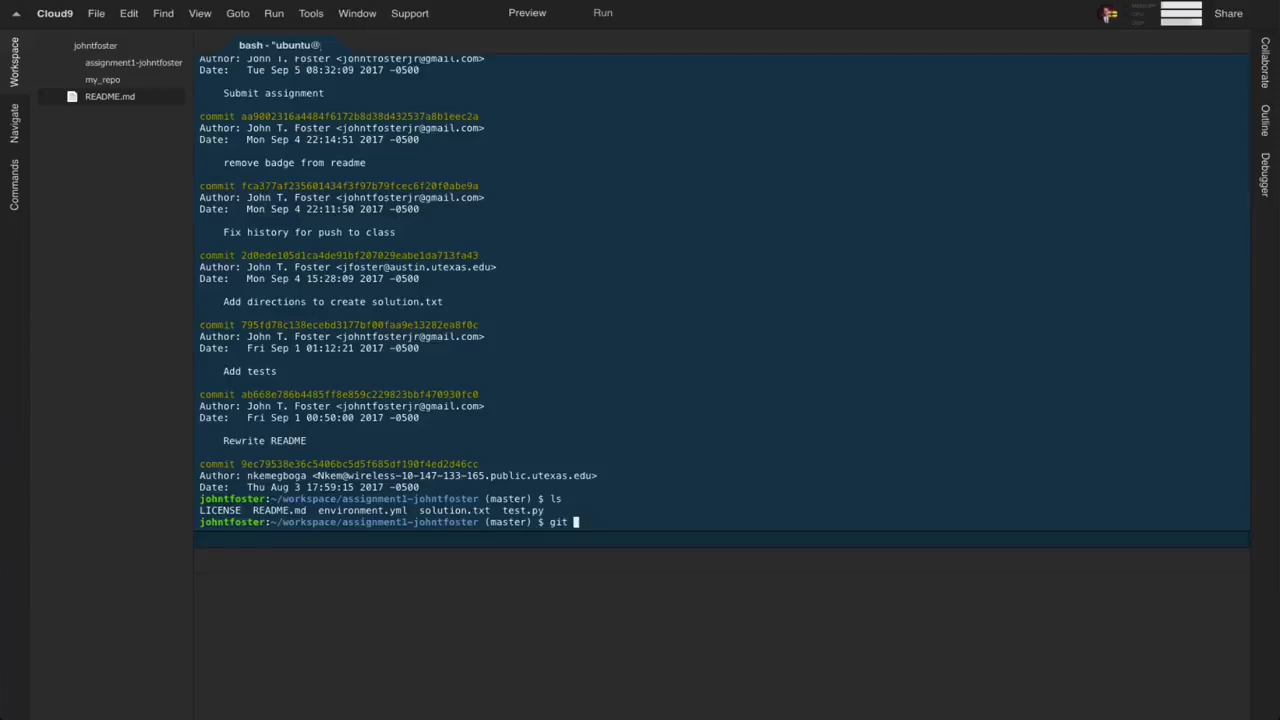 Cloud9 File Edit Find View Goto Run Tools Window Support Preview Run Share
Workspace
Navigate
Commands
johntfoster
assignment1-johntfoster
my_repo
README.md
bash - "ubuntu@
Author: John T. Foster <johntfosterjr@gmail.com>
Date:   Tue Sep 5 08:32:09 2017 -0500
Submit assignment
commit aa9002316a4484f6172b8d38d432537a8b1eec2a
Author: John T. Foster <johntfosterjr@gmail.com>
Date:   Mon Sep 4 22:14:51 2017 -0500
remove badge from readme
commit fca377af235601434f3f97b79fcec6f20f0abe9a
Author: John T. Foster <johntfosterjr@gmail.com>
Date:   Mon Sep 4 22:11:50 2017 -0500
Fix history for push to class
commit 2d0ede105d1ca4de91bf207029eabe1da713fa43
Author: John T. Foster <jfoster@austin.utexas.edu>
Date:   Mon Sep 4 15:28:09 2017 -0500
Add directions to create solution.txt
commit 795fd78c138ecebd3177bf00faa9e13282ea8f0c
Author: John T. Foster <johntfosterjr@gmail.com>
Date:   Fri Sep 1 01:12:21 2017 -0500
Add tests
commit ab668e786b4485ff8e859c229823bbf470930fc0
Author: John T. Foster <johntfosterjr@gmail.com>
Date:   Fri Sep 1 00:50:00 2017 -0500
Rewrite README
commit 9ec79538e36c5406bc5d5f685df190f4ed2d46cc
Author: nkemegboga <Nkem@wireless-10-147-133-165.public.utexas.edu>
Date:   Thu Aug 3 17:59:15 2017 -0500
johntfoster:~/workspace/assignment1-johntfoster (master) $ ls
LICENSE  README.md  environment.yml  solution.txt  test.py
johntfoster:~/workspace/assignment1-johntfoster (master) $ git
Collaborate
Outline
Debugger